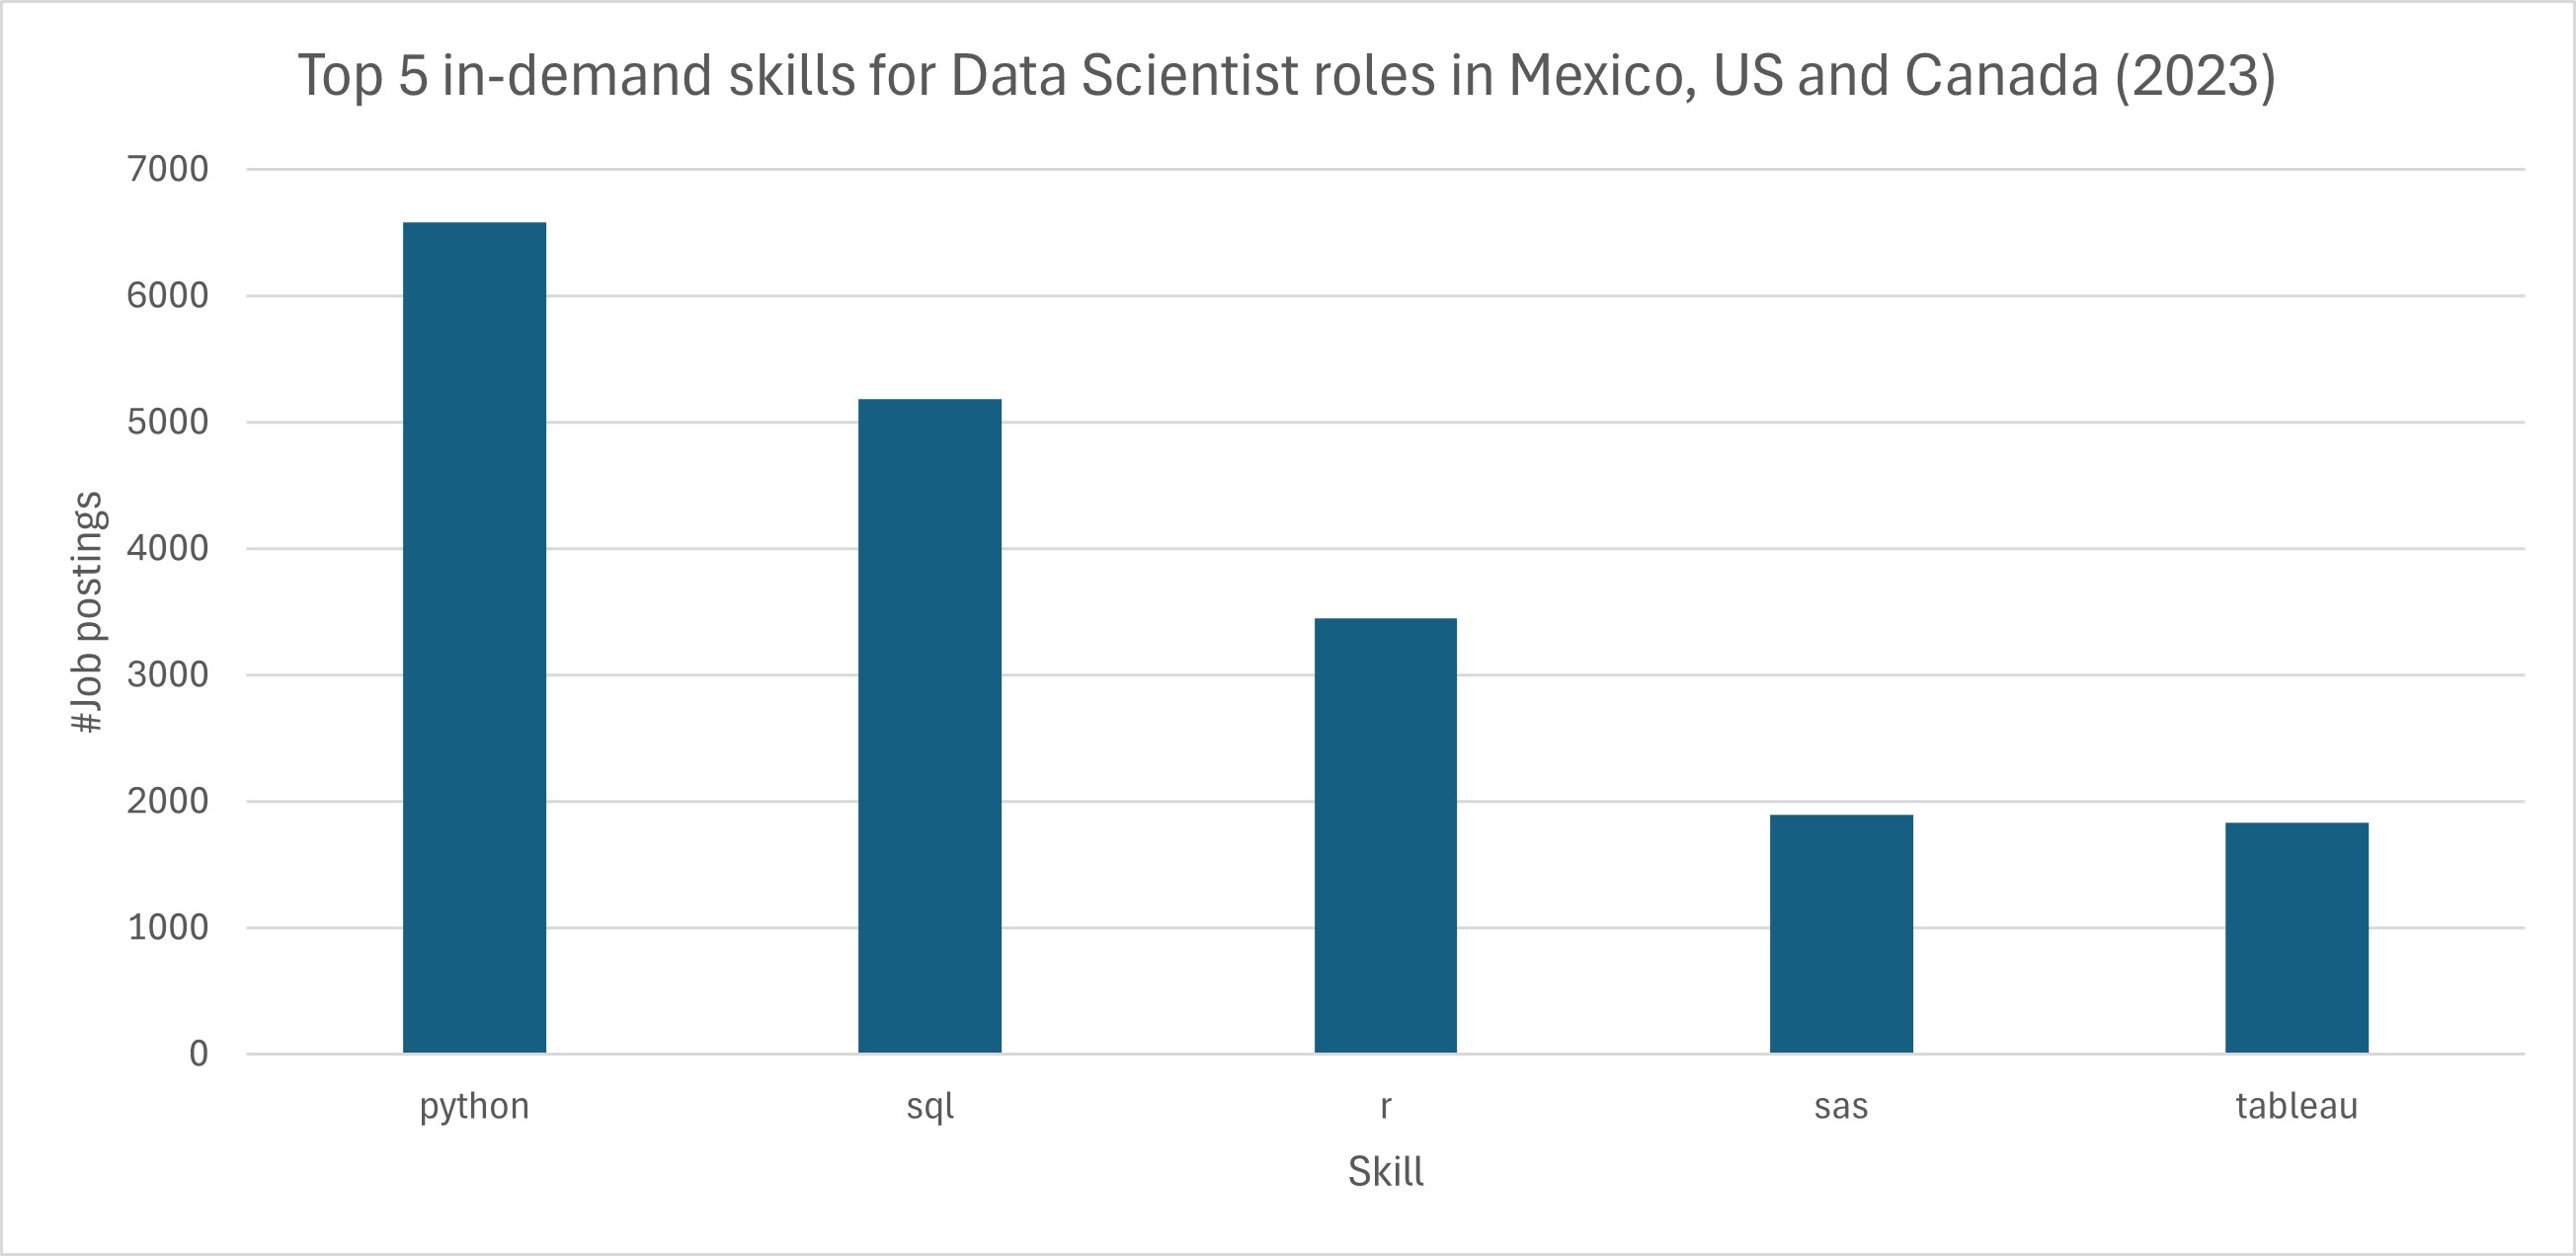 Top 5 in-demand skills for Data Scientist roles in Mexico, US and Canada (2023)
7000
6000
5000
4000
3000
2000
1000
0
#Job postings
python sql r sas tableau
Skill